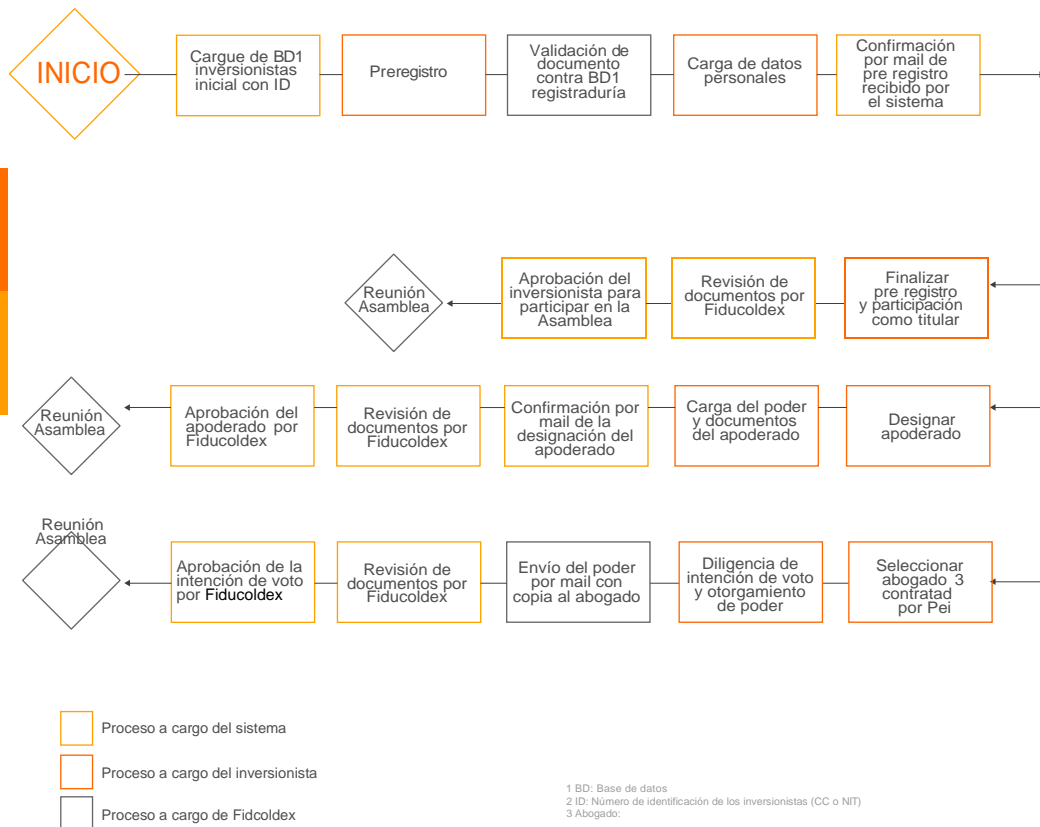 INICIO
Cargue de BD1
inversionistas
inicial con ID
Preregistro
Validación de
documento
contra BD1
registraduría
Carga de datos
personales
Confirmación
por mail de
pre registro
recibido por
el sistema
Reunión
Asamblea
Aprobación del
inversionista para
participar en la
Asamblea
Revisión de
documentos por
Fiducoldex
Finalizar
pre registro
y participación
como titular
Reunión
Asamblea
Aprobación del
apoderado por
Fiducoldex
Revisión de
documentos por
Fiducoldex
Confirmación por
mail de la
designación del
apoderado
Carga del poder
y documentos
del apoderado
Designar
apoderado
Reunión
Asamblea
Aprobación de la
intención de voto
por Fiducoldex
Revisión de
documentos por
Fiducoldex
Envío del poder
por mail con
copia al abogado
Diligencia de
intención de voto
y otorgamiento
de poder
Seleccionar
abogado 3
contratad
por Pei
Proceso a cargo del sistema
Proceso a cargo del inversionista
Proceso a cargo de Fidcoldex
1 BD: Base de datos
2 ID: Número de identificación de los inversionistas (CC o NIT)
3 Abogado: